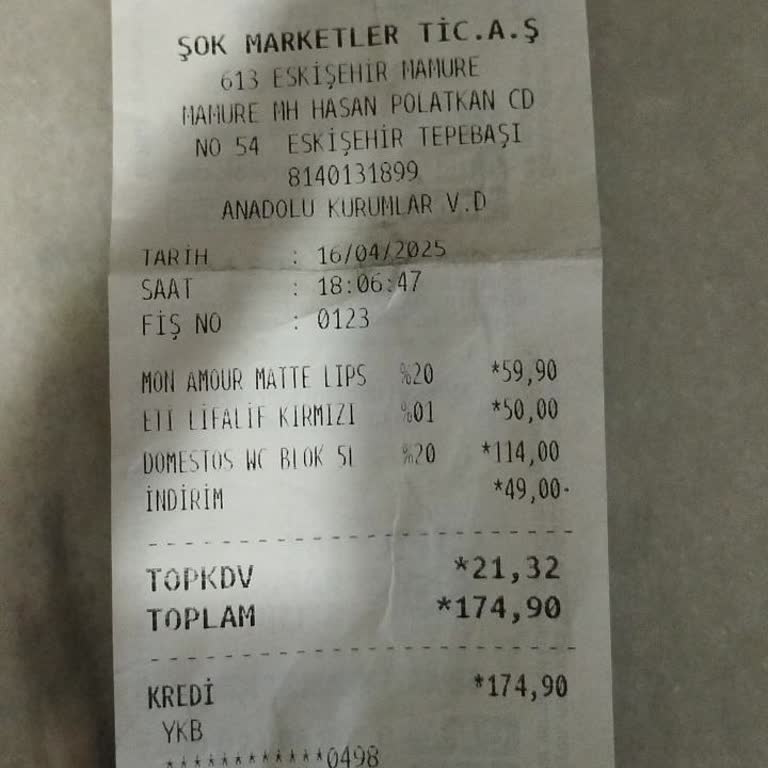 ŞOK MARKETLER TİC.A.Ş
613 ESKİŞEHİR MAMURE
MAMURE MH HASAN POLATKAN CD
NO 54 ESKİŞEHİR TEPEBAŞI
8140131899
ANADOLU KURUMLAR V.D
TARİH : 16/04/2025
SAAT : 18:06:47
FİŞ NO : 0123
MON AMOUR MATTE LIPS %20 *59,90
ETİ LİFALİF KIRMIZI %01 *50,00
DOMESTOS WC BLOK 5L %20 *114,00
İNDİRİM *49,00-
TOPKDV *21,32
TOPLAM *174,90
KREDİ *174,90
YKB
************0498